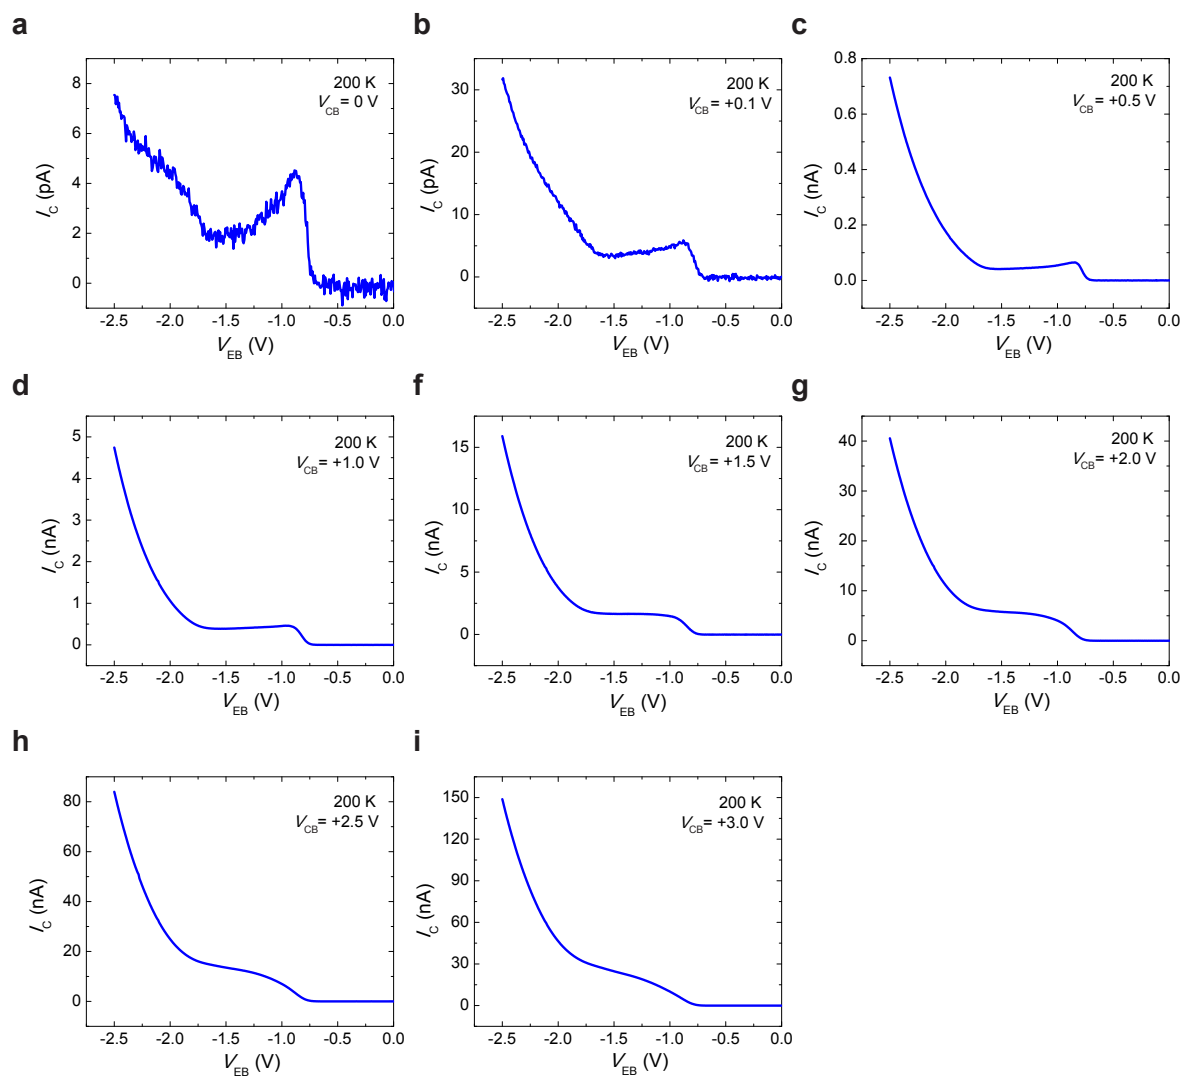 a
8
6
4
2
0
I_C (pA)
200 K
V_CB= 0 V
-2.5 -2.0 -1.5 -1.0 -0.5 0.0
V_EB (V)
b
30
20
10
0
I_C (pA)
200 K
V_CB= +0.1 V
-2.5 -2.0 -1.5 -1.0 -0.5 0.0
V_EB (V)
c
0.8
0.6
0.4
0.2
0.0
I_C (nA)
200 K
V_CB= +0.5 V
-2.5 -2.0 -1.5 -1.0 -0.5 0.0
V_EB (V)
d
5
4
3
2
1
0
I_C (nA)
200 K
V_CB= +1.0 V
-2.5 -2.0 -1.5 -1.0 -0.5 0.0
V_EB (V)
f
15
10
5
0
I_C (nA)
200 K
V_CB= +1.5 V
-2.5 -2.0 -1.5 -1.0 -0.5 0.0
V_EB (V)
g
40
30
20
10
0
I_C (nA)
200 K
V_CB= +2.0 V
-2.5 -2.0 -1.5 -1.0 -0.5 0.0
V_EB (V)
h
80
60
40
20
0
I_C (nA)
200 K
V_CB= +2.5 V
-2.5 -2.0 -1.5 -1.0 -0.5 0.0
V_EB (V)
i
150
120
90
60
30
0
I_C (nA)
200 K
V_CB= +3.0 V
-2.5 -2.0 -1.5 -1.0 -0.5 0.0
V_EB (V)